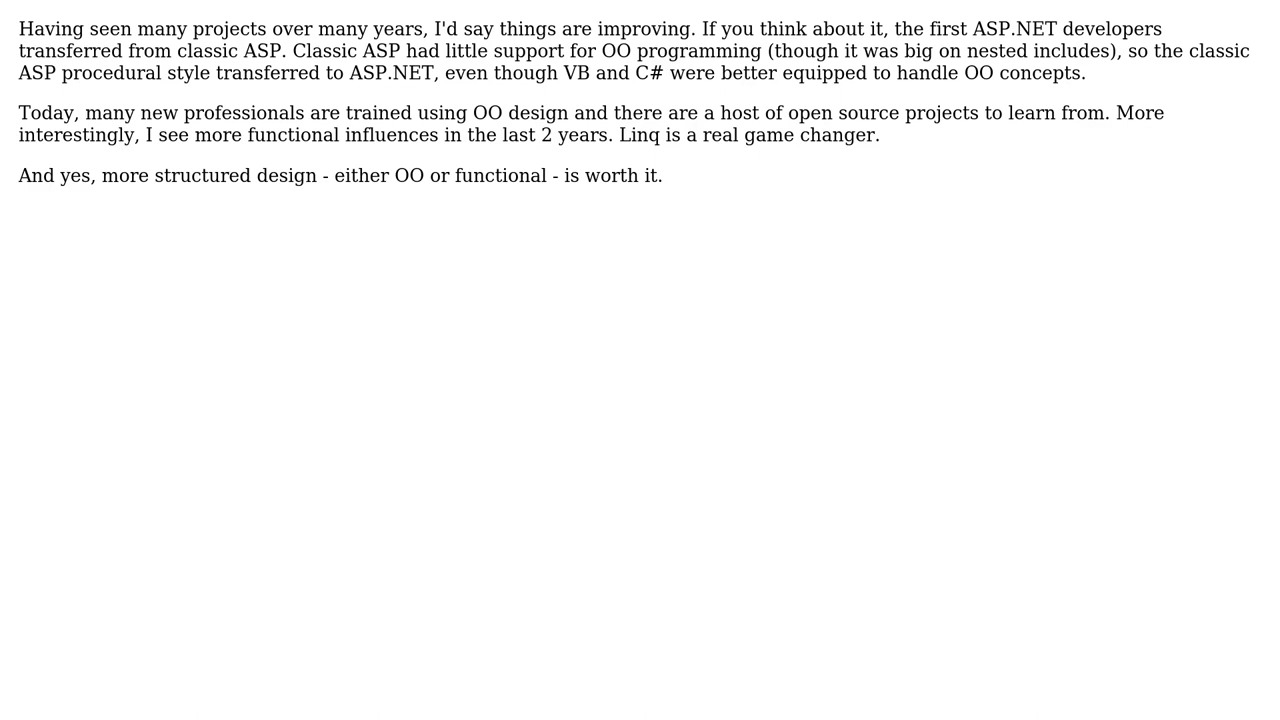 Having seen many projects over many years, I'd say things are improving. If you think about it, the first ASP.NET developers
transferred from classic ASP. Classic ASP had little support for OO programming (though it was big on nested includes), so the classic
ASP procedural style transferred to ASP.NET, even though VB and C# were better equipped to handle OO concepts.
Today, many new professionals are trained using OO design and there are a host of open source projects to learn from. More
interestingly, I see more functional influences in the last 2 years. Linq is a real game changer.
And yes, more structured design - either OO or functional - is worth it.